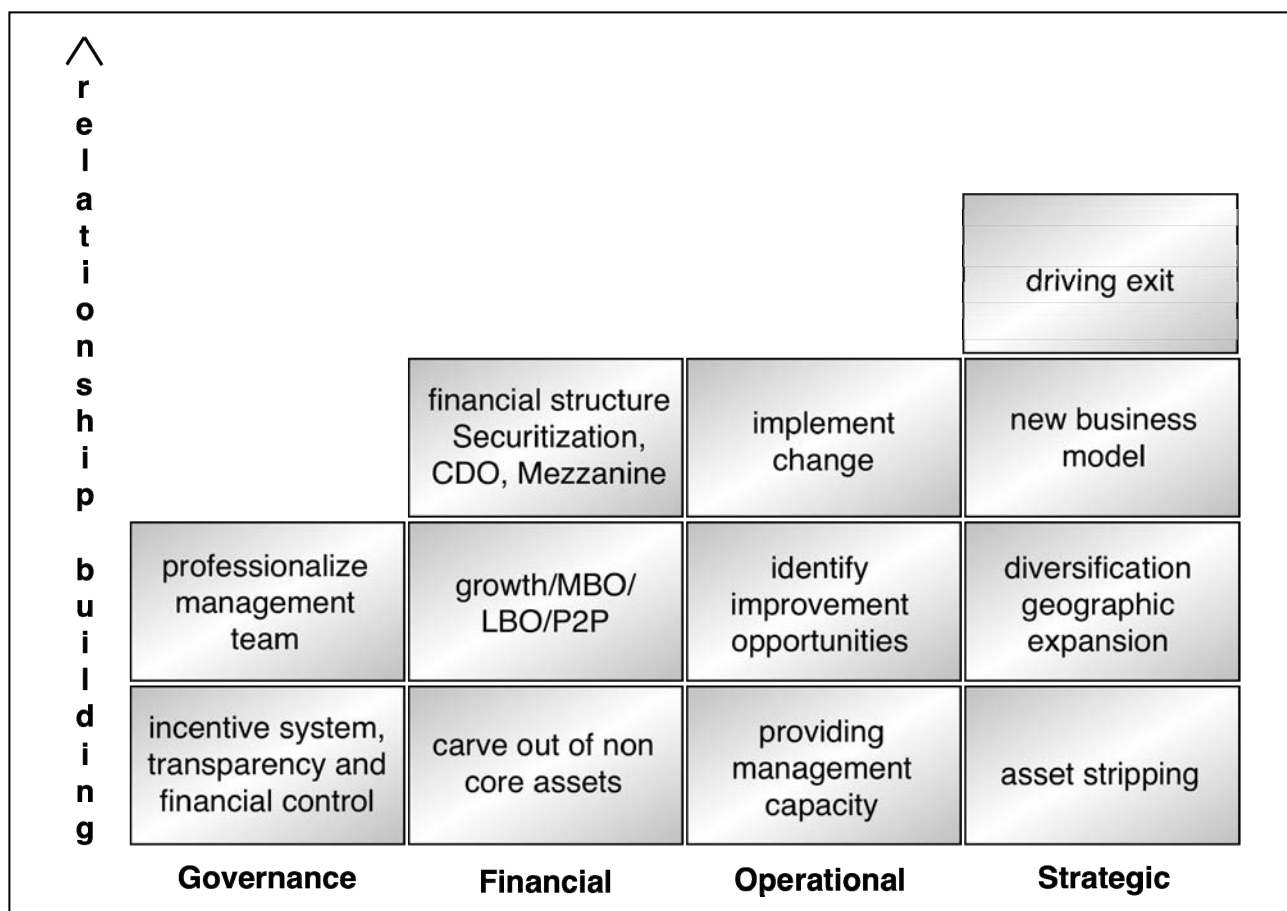 relationship building
driving exit
financial structure
Securitization,
CDO, Mezzanine
implement
change
new business
model
professionalize
management
team
growth/MBO/
LBO/P2P
identify
improvement
opportunities
diversification
geographic
expansion
incentive system,
transparency and
financial control
carve out of non
core assets
providing
management
capacity
asset stripping
Governance
Financial
Operational
Strategic